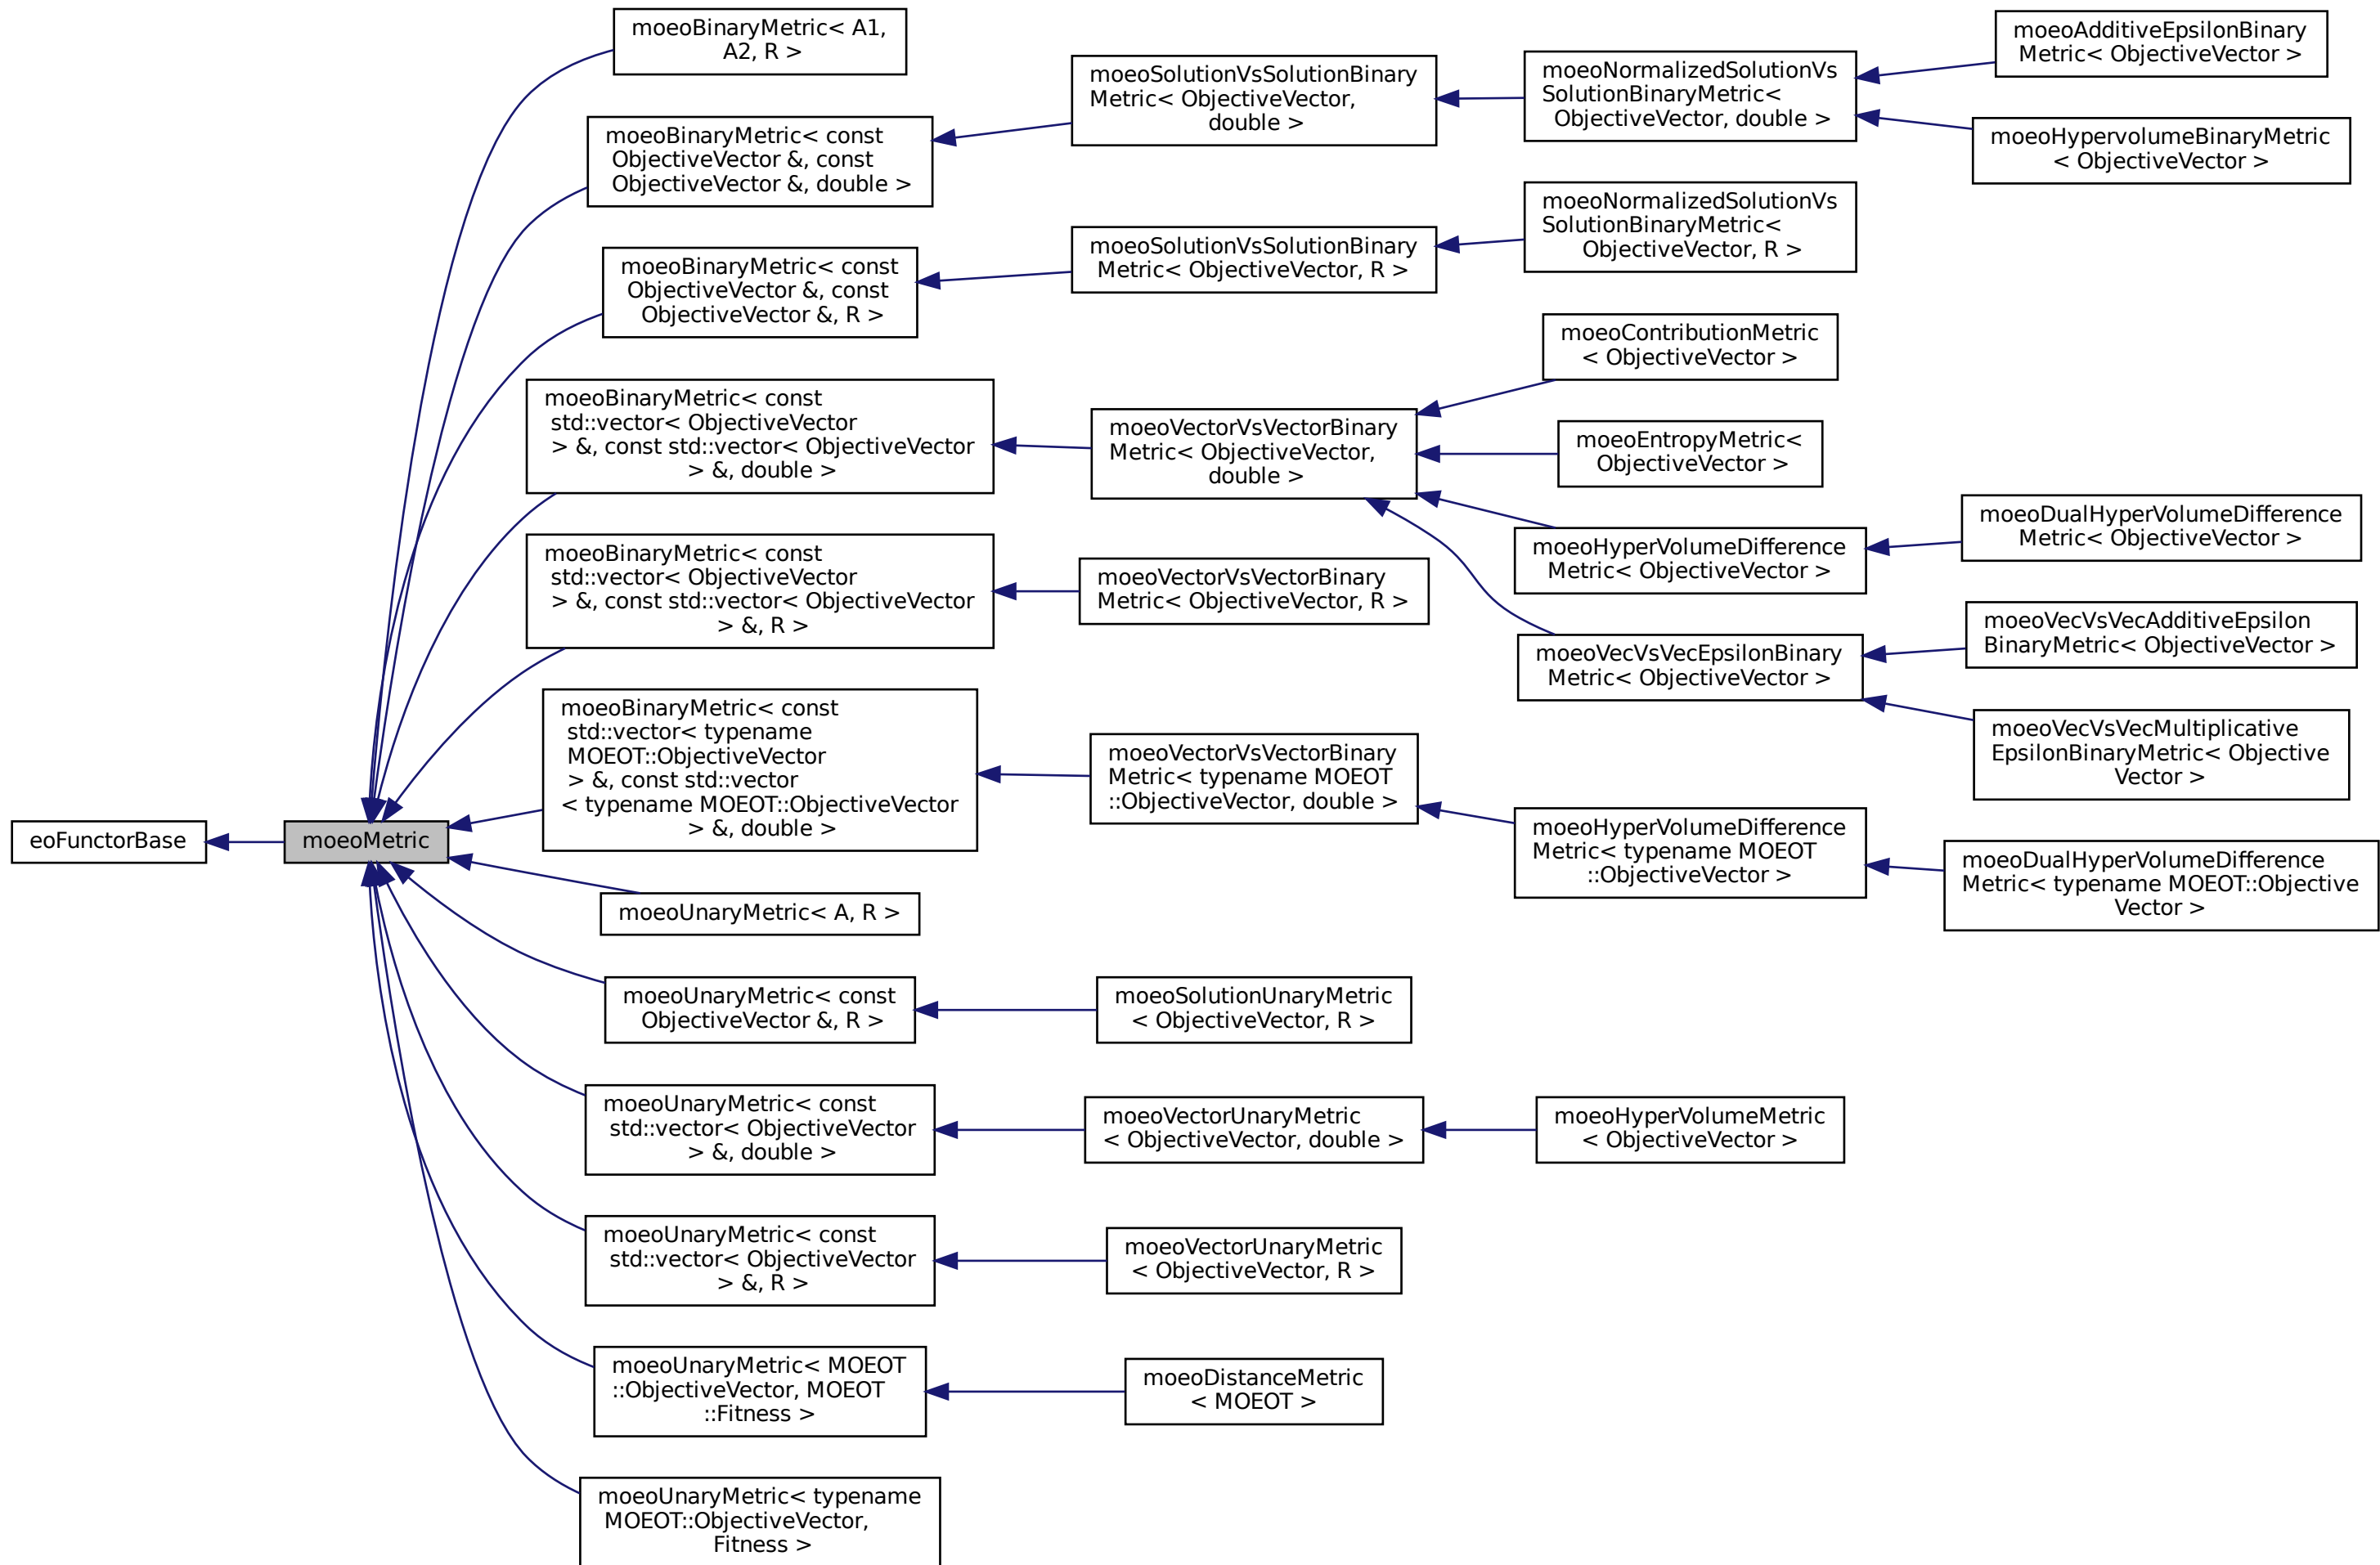 moeoBinaryMetric< A1,
A2, R >
moeoBinaryMetric< const
ObjectiveVector &, const
ObjectiveVector &, double >
moeoSolutionVsSolutionBinary
Metric< ObjectiveVector,
double >
moeoNormalizedSolutionVs
SolutionBinaryMetric<
ObjectiveVector, double >
moeoAdditiveEpsilonBinary
Metric< ObjectiveVector >
moeoHypervolumeBinaryMetric
< ObjectiveVector >
moeoBinaryMetric< const
ObjectiveVector &, const
ObjectiveVector &, R >
moeoSolutionVsSolutionBinary
Metric< ObjectiveVector, R >
moeoNormalizedSolutionVs
SolutionBinaryMetric<
ObjectiveVector, R >
moeoBinaryMetric< const
std::vector< ObjectiveVector
> &, const std::vector< ObjectiveVector
> &, double >
moeoVectorVsVectorBinary
Metric< ObjectiveVector,
double >
moeoContributionMetric
< ObjectiveVector >
moeoEntropyMetric<
ObjectiveVector >
moeoHyperVolumeDifference
Metric< ObjectiveVector >
moeoDualHyperVolumeDifference
Metric< ObjectiveVector >
moeoVecVsVecEpsilonBinary
Metric< ObjectiveVector >
moeoVecVsVecAdditiveEpsilon
BinaryMetric< ObjectiveVector >
moeoVecVsVecMultiplicative
EpsilonBinaryMetric< Objective
Vector >
moeoBinaryMetric< const
std::vector< ObjectiveVector
> &, const std::vector< ObjectiveVector
> &, R >
moeoVectorVsVectorBinary
Metric< ObjectiveVector, R >
moeoBinaryMetric< const
std::vector< typename
MOEOT::ObjectiveVector
> &, const std::vector
< typename MOEOT::ObjectiveVector
> &, double >
moeoVectorVsVectorBinary
Metric< typename MOEOT
::ObjectiveVector, double >
moeoHyperVolumeDifference
Metric< typename MOEOT
::ObjectiveVector >
moeoDualHyperVolumeDifference
Metric< typename MOEOT::Objective
Vector >
eoFunctorBase
moeoMetric
moeoUnaryMetric< A, R >
moeoUnaryMetric< const
ObjectiveVector &, R >
moeoSolutionUnaryMetric
< ObjectiveVector, R >
moeoUnaryMetric< const
std::vector< ObjectiveVector
> &, double >
moeoVectorUnaryMetric
< ObjectiveVector, double >
moeoHyperVolumeMetric
< ObjectiveVector >
moeoUnaryMetric< const
std::vector< ObjectiveVector
> &, R >
moeoVectorUnaryMetric
< ObjectiveVector, R >
moeoUnaryMetric< MOEOT
::ObjectiveVector, MOEOT
::Fitness >
moeoDistanceMetric
< MOEOT >
moeoUnaryMetric< typename
MOEOT::ObjectiveVector,
Fitness >